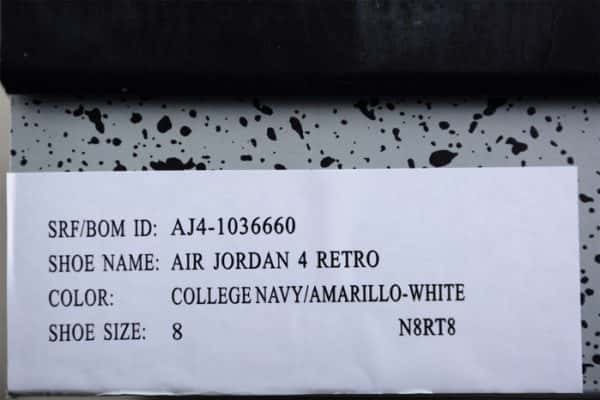 SRF/BOM ID: AJ4-1036660
SHOE NAME: AIR JORDAN 4 RETRO
COLOR: COLLEGE NAVY/AMARILLO-WHITE
SHOE SIZE: 8 N8RT8